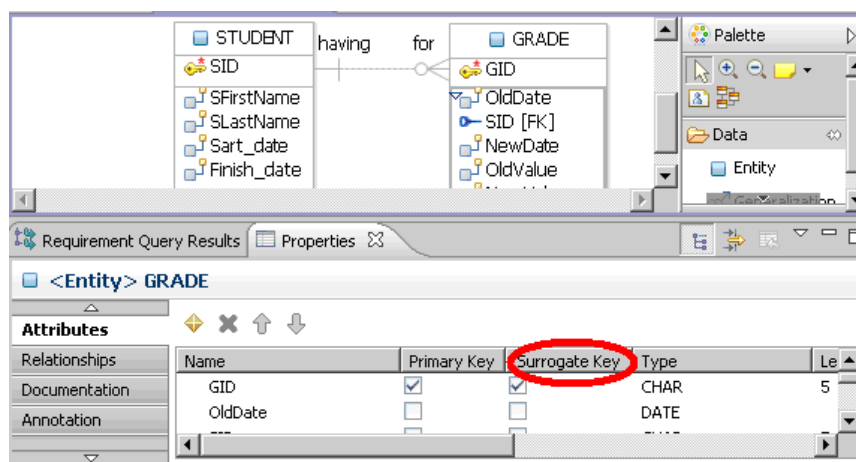 STUDENT
SID
SFirstName
SLastName
Sart_date
Finish_date
having for
GRADE
GID
OldDate
SID [FK]
NewDate
OldValue
Palette
Data
Entity
Generalization
Requirement Query Results Properties
<Entity> GRADE
Attributes
Relationships
Documentation
Annotation
Name Primary Key Surrogate Key Type Le
GID CHAR 5
OldDate DATE